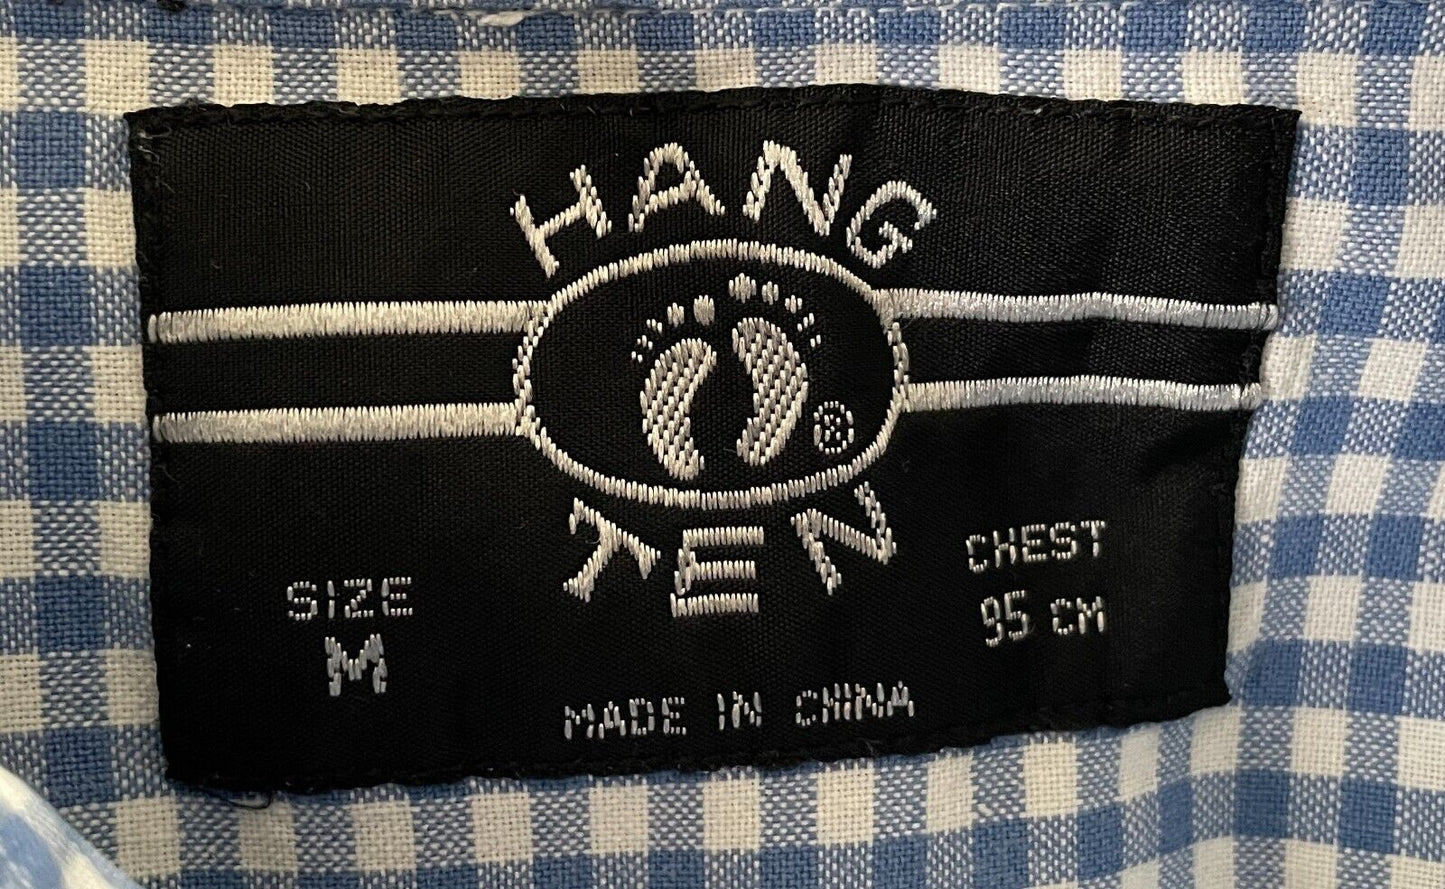 HANG
®
TEN
SIZE
M
CHEST
95 CM
MADE IN CHINA